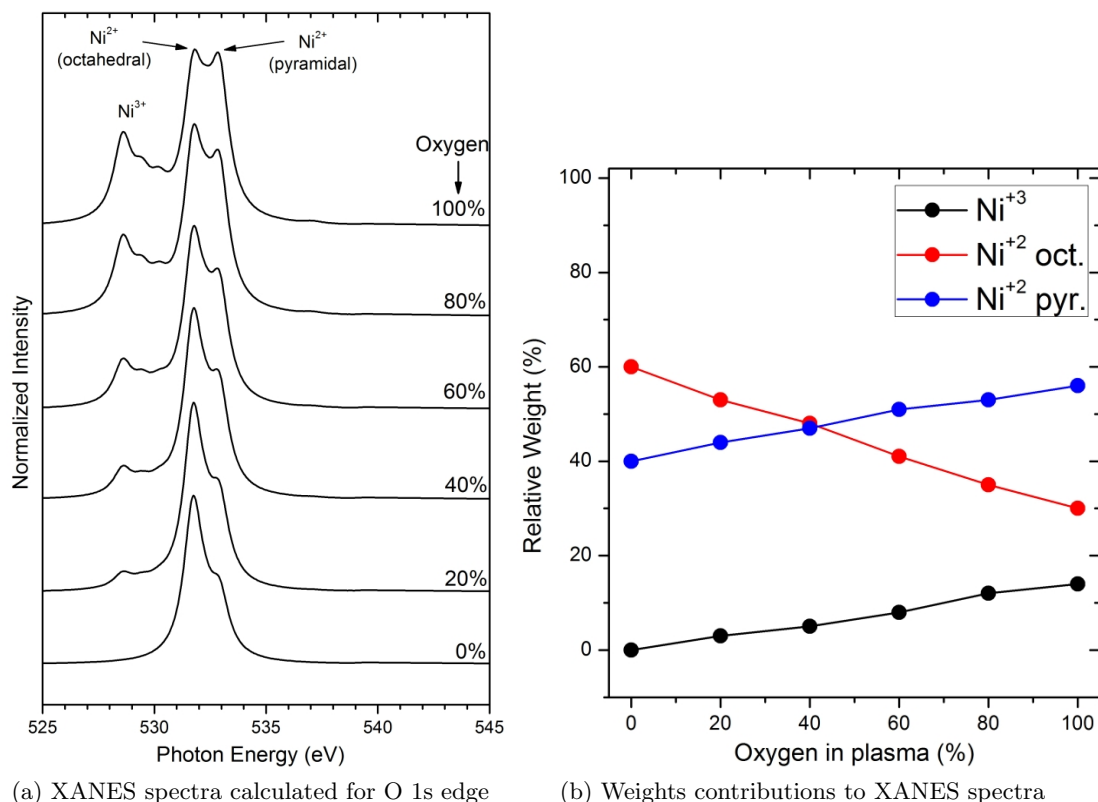 Ni2+
(octahedral)
Ni2+
(pyramidal)
Ni3+
Oxygen
100%
80%
60%
40%
20%
0%
Normalized Intensity
525 530 535 540 545
Photon Energy (eV)
(a) XANES spectra calculated for O 1s edge
Ni+3
Ni+2 oct.
Ni+2 pyr.
100
80
60
40
20
0
Relative Weight (%)
0 20 40 60 80 100
Oxygen in plasma (%)
(b) Weights contributions to XANES spectra